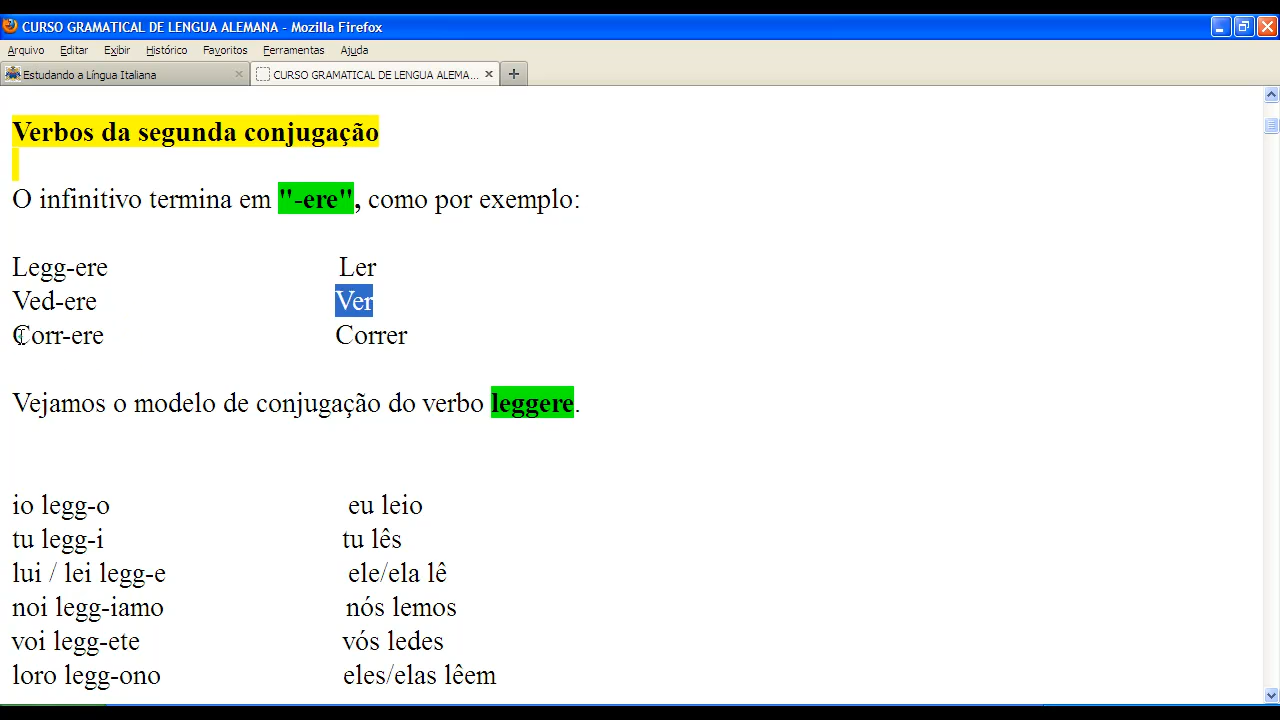 CURSO GRAMATICAL DE LENGUA ALEMANA - Mozilla Firefox
Arquivo Editar Exibir Histórico Favoritos Ferramentas Ajuda
Estudando a Língua Italiana CURSO GRAMATICAL DE LENGUA ALEMA...
Verbos da segunda conjugação
O infinitivo termina em "-ere", como por exemplo:
Legg-ere Ler
Ved-ere Ver
Corr-ere Correr
Vejamos o modelo de conjugação do verbo leggere.
io legg-o eu leio
tu legg-i tu lês
lui / lei legg-e ele/ela lê
noi legg-iamo nós lemos
voi legg-ete vós ledes
loro legg-ono eles/elas lêem